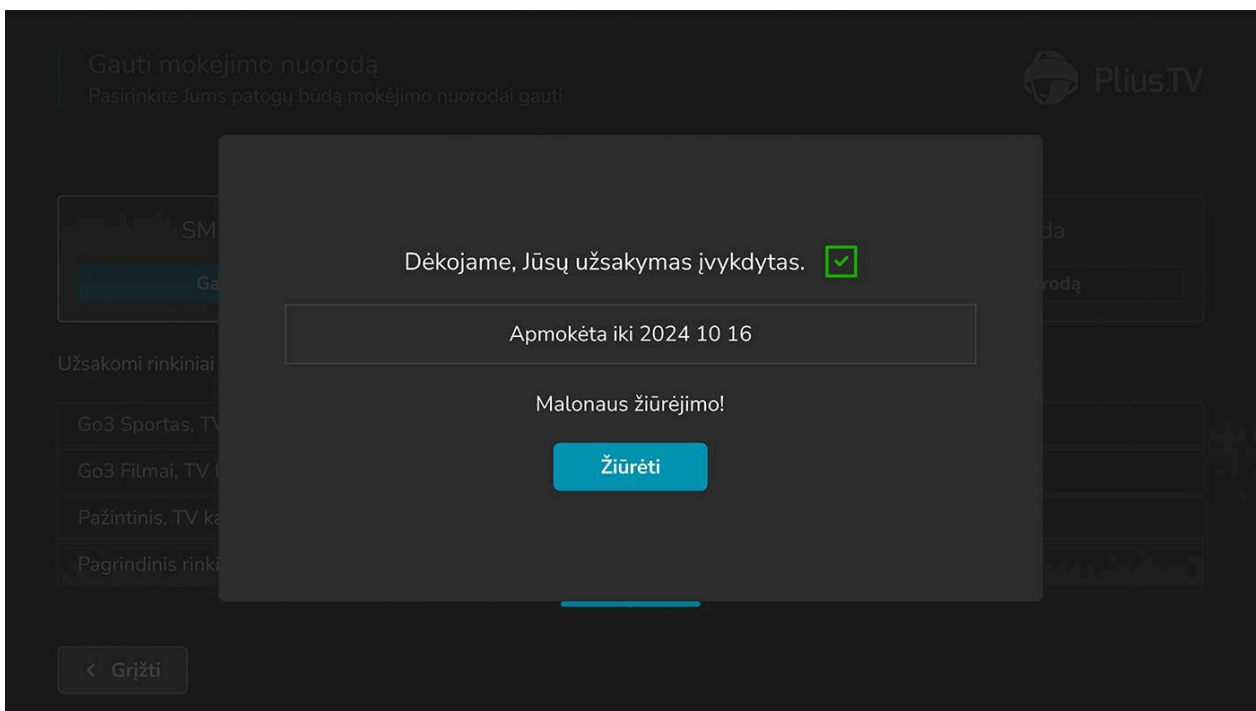 Gauti mokėjimo nuorodą
Pasirinkite Jums patogų būdą mokėjimo nuorodai gauti
Plius.TV
SM
Ga
rodą
Dėkojame, Jūsų užsakymas įvykdytas.
Apmokėta iki 2024 10 16
Malonaus žiūrėjimo!
Žiūrėti
Užsakomi rinkiniai
Go3 Sportas, TV
Go3 Filmai, TV
Pažintinis, TV ka
Pagrindinis rinki
Grįžti